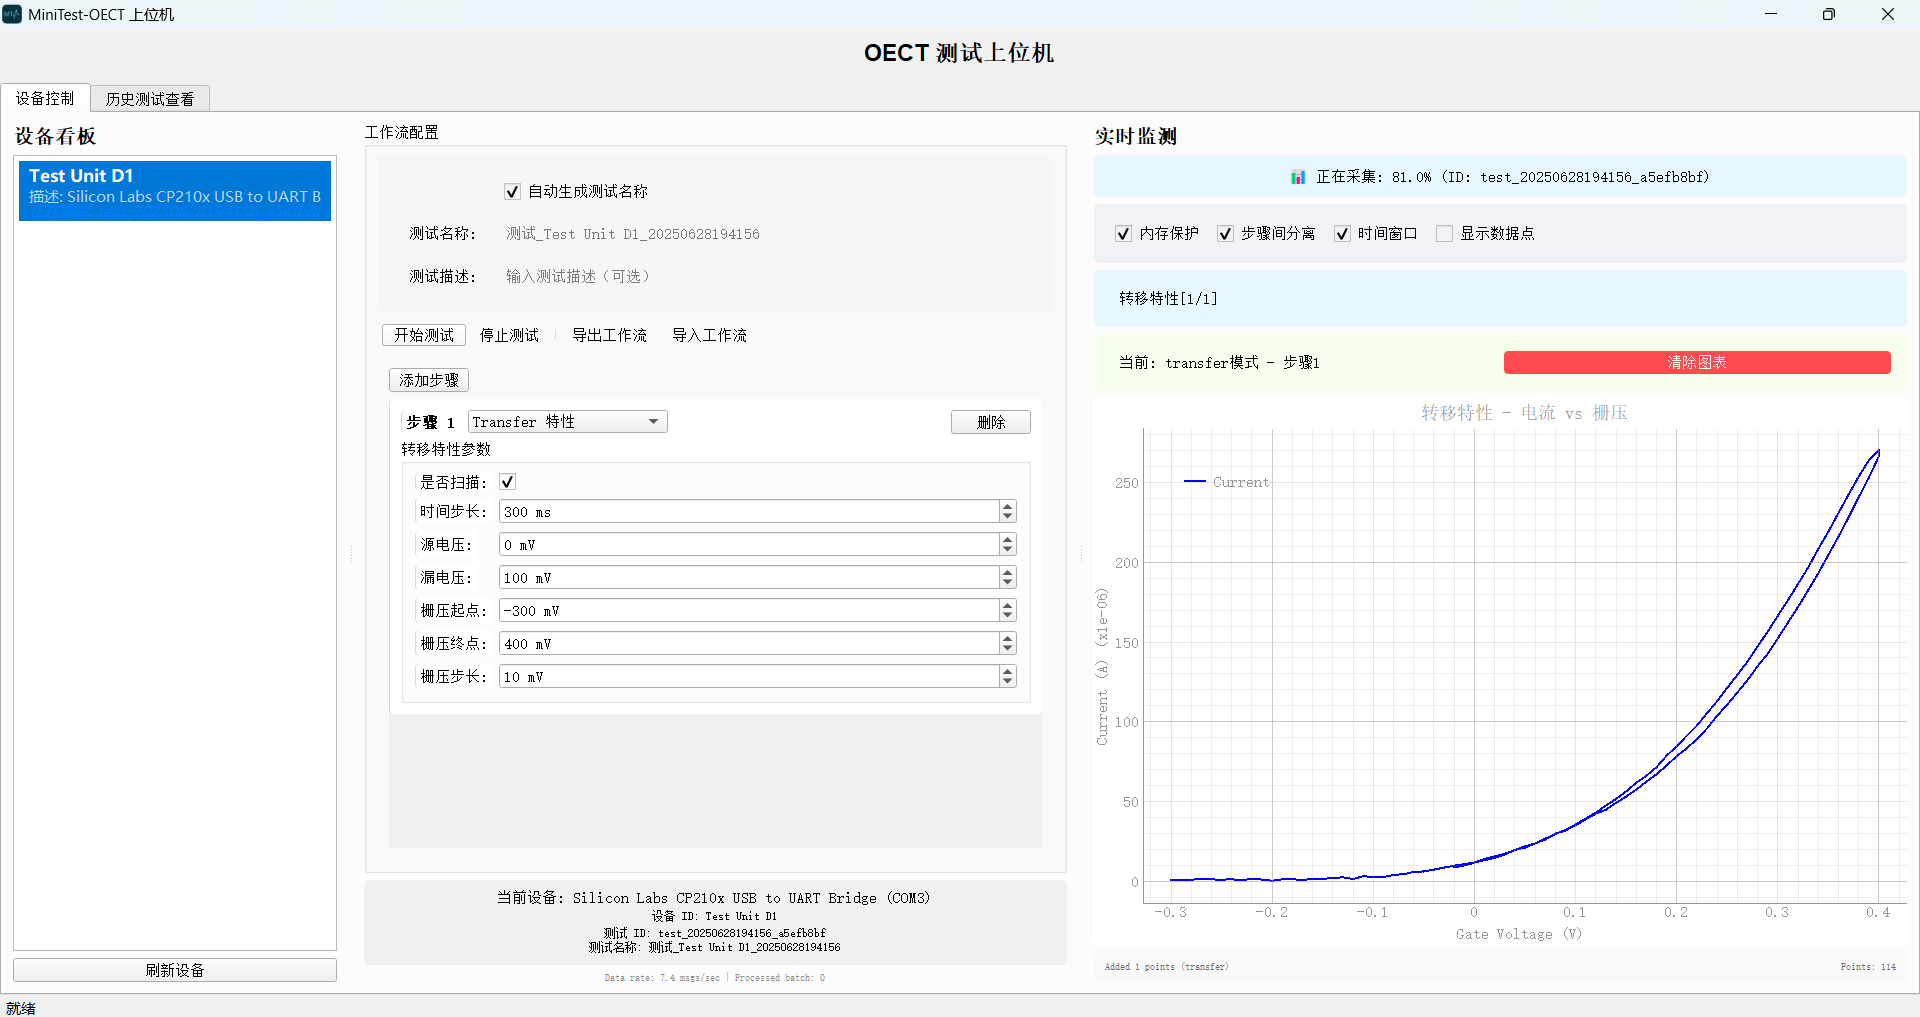 MiniTest-OECT 上位机
OECT 测试上位机
设备控制
历史测试查看
设备看板
Test Unit D1
描述: Silicon Labs CP210x USB to UART B
刷新设备
工作流配置
自动生成测试名称
测试名称: 测试_Test Unit D1_20250628194156
测试描述: 输入测试描述（可选）
开始测试 停止测试 导出工作流 导入工作流
添加步骤
步骤 1 Transfer 特性 删除
转移特性参数
是否扫描:
时间步长: 300 ms
源电压: 0 mV
漏电压: 100 mV
栅压起点: -300 mV
栅压终点: 400 mV
栅压步长: 10 mV
当前设备: Silicon Labs CP210x USB to UART Bridge (COM3)
设备 ID: Test Unit D1
测试 ID: test_20250628194156_a5efb8bf
测试名称: 测试_Test Unit D1_20250628194156
Data rate: 7.4 msgs/sec | Processed batch: 0
实时监测
正在采集: 81.0% (ID: test_20250628194156_a5efb8bf)
内存保护 步骤间分离 时间窗口 显示数据点
转移特性[1/1]
当前: transfer模式 - 步骤1
清除图表
转移特性 - 电流 vs 栅压
Current
Current (A) (x1e-06)
250
200
150
100
50
0
-0.3 -0.2 -0.1 0 0.1 0.2 0.3 0.4
Gate Voltage (V)
Added 1 points (transfer)
Points: 114
就绪